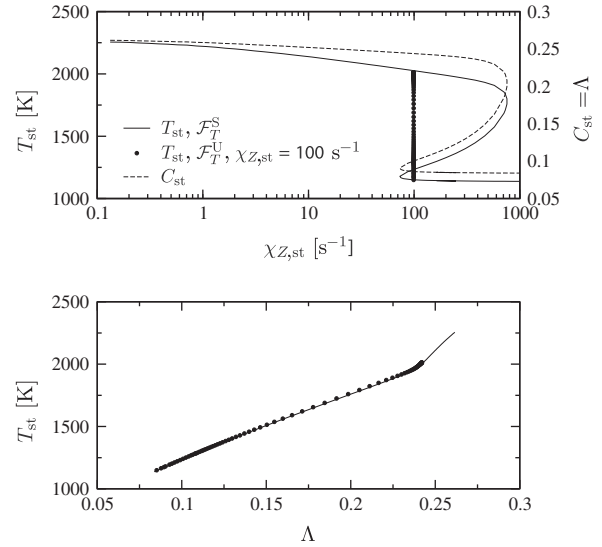 2500
2000
1500
1000
T_st [K]
0.3
0.25
0.2
0.15
0.1
0.05
C_st = Λ
T_st, F_T^S
T_st, F_T^U, χ_Z,st = 100 s^−1
C_st
0.1 1 10 100 1000
χ_Z,st [s^−1]
2500
2000
1500
1000
T_st [K]
0.05 0.1 0.15 0.2 0.25 0.3
Λ